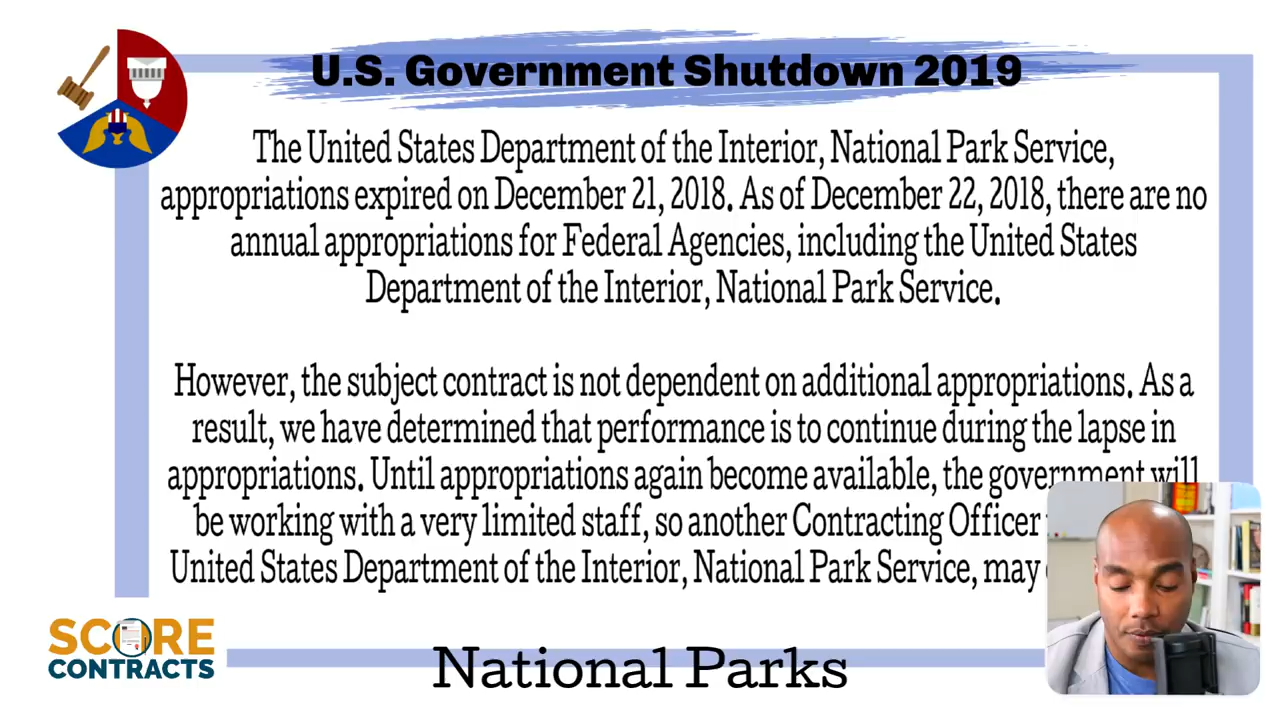 U.S. Government Shutdown 2019
The United States Department of the Interior, National Park Service,
appropriations expired on December 21, 2018. As of December 22, 2018, there are no
annual appropriations for Federal Agencies, including the United States
Department of the Interior, National Park Service.
However, the subject contract is not dependent on additional appropriations. As a
result, we have determined that performance is to continue during the lapse in
appropriations. Until appropriations again become available, the government will
be working with a very limited staff, so another Contracting Officer
United States Department of the Interior, National Park Service, may
SCORE
CONTRACTS
National Parks